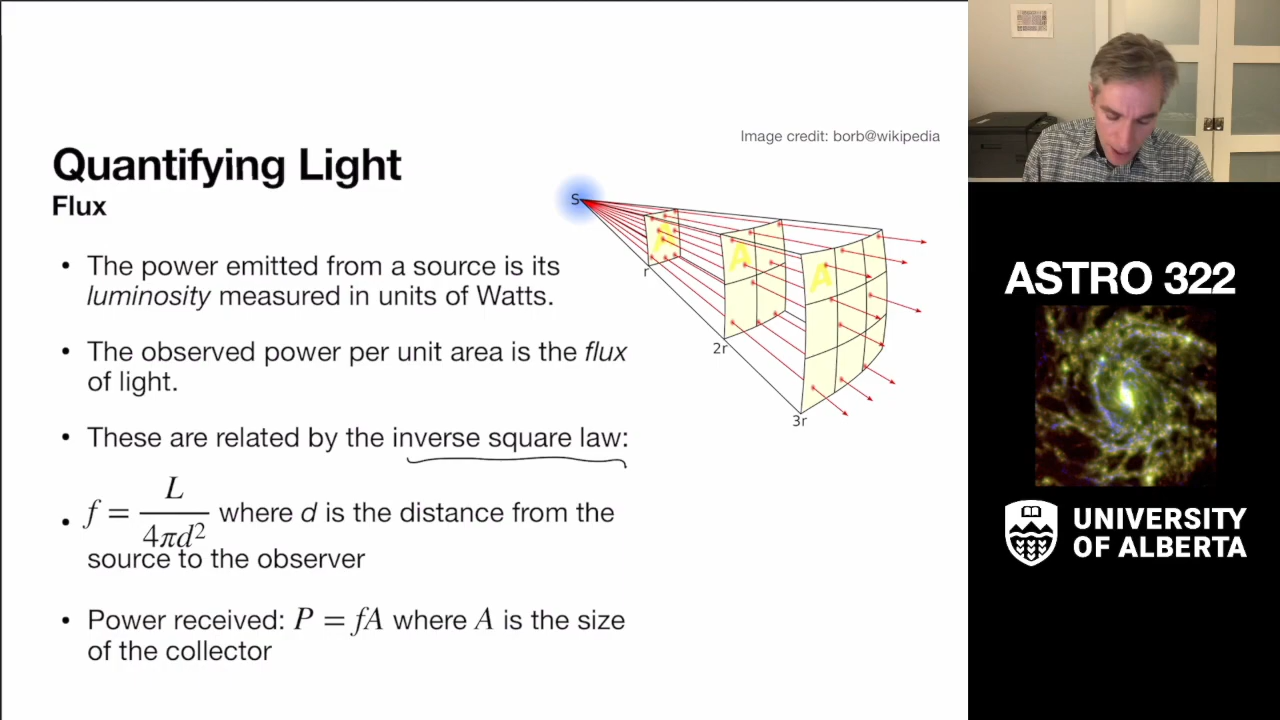 Image credit: borb@wikipedia
Quantifying Light
Flux
• The power emitted from a source is its
luminosity measured in units of Watts.
• The observed power per unit area is the flux
of light.
• These are related by the inverse square law:
• f = L / 4πd² where d is the distance from the
source to the observer
• Power received: P = fA where A is the size
of the collector
S
A
A
A
r
2r
3r
ASTRO 322
UNIVERSITY
OF ALBERTA